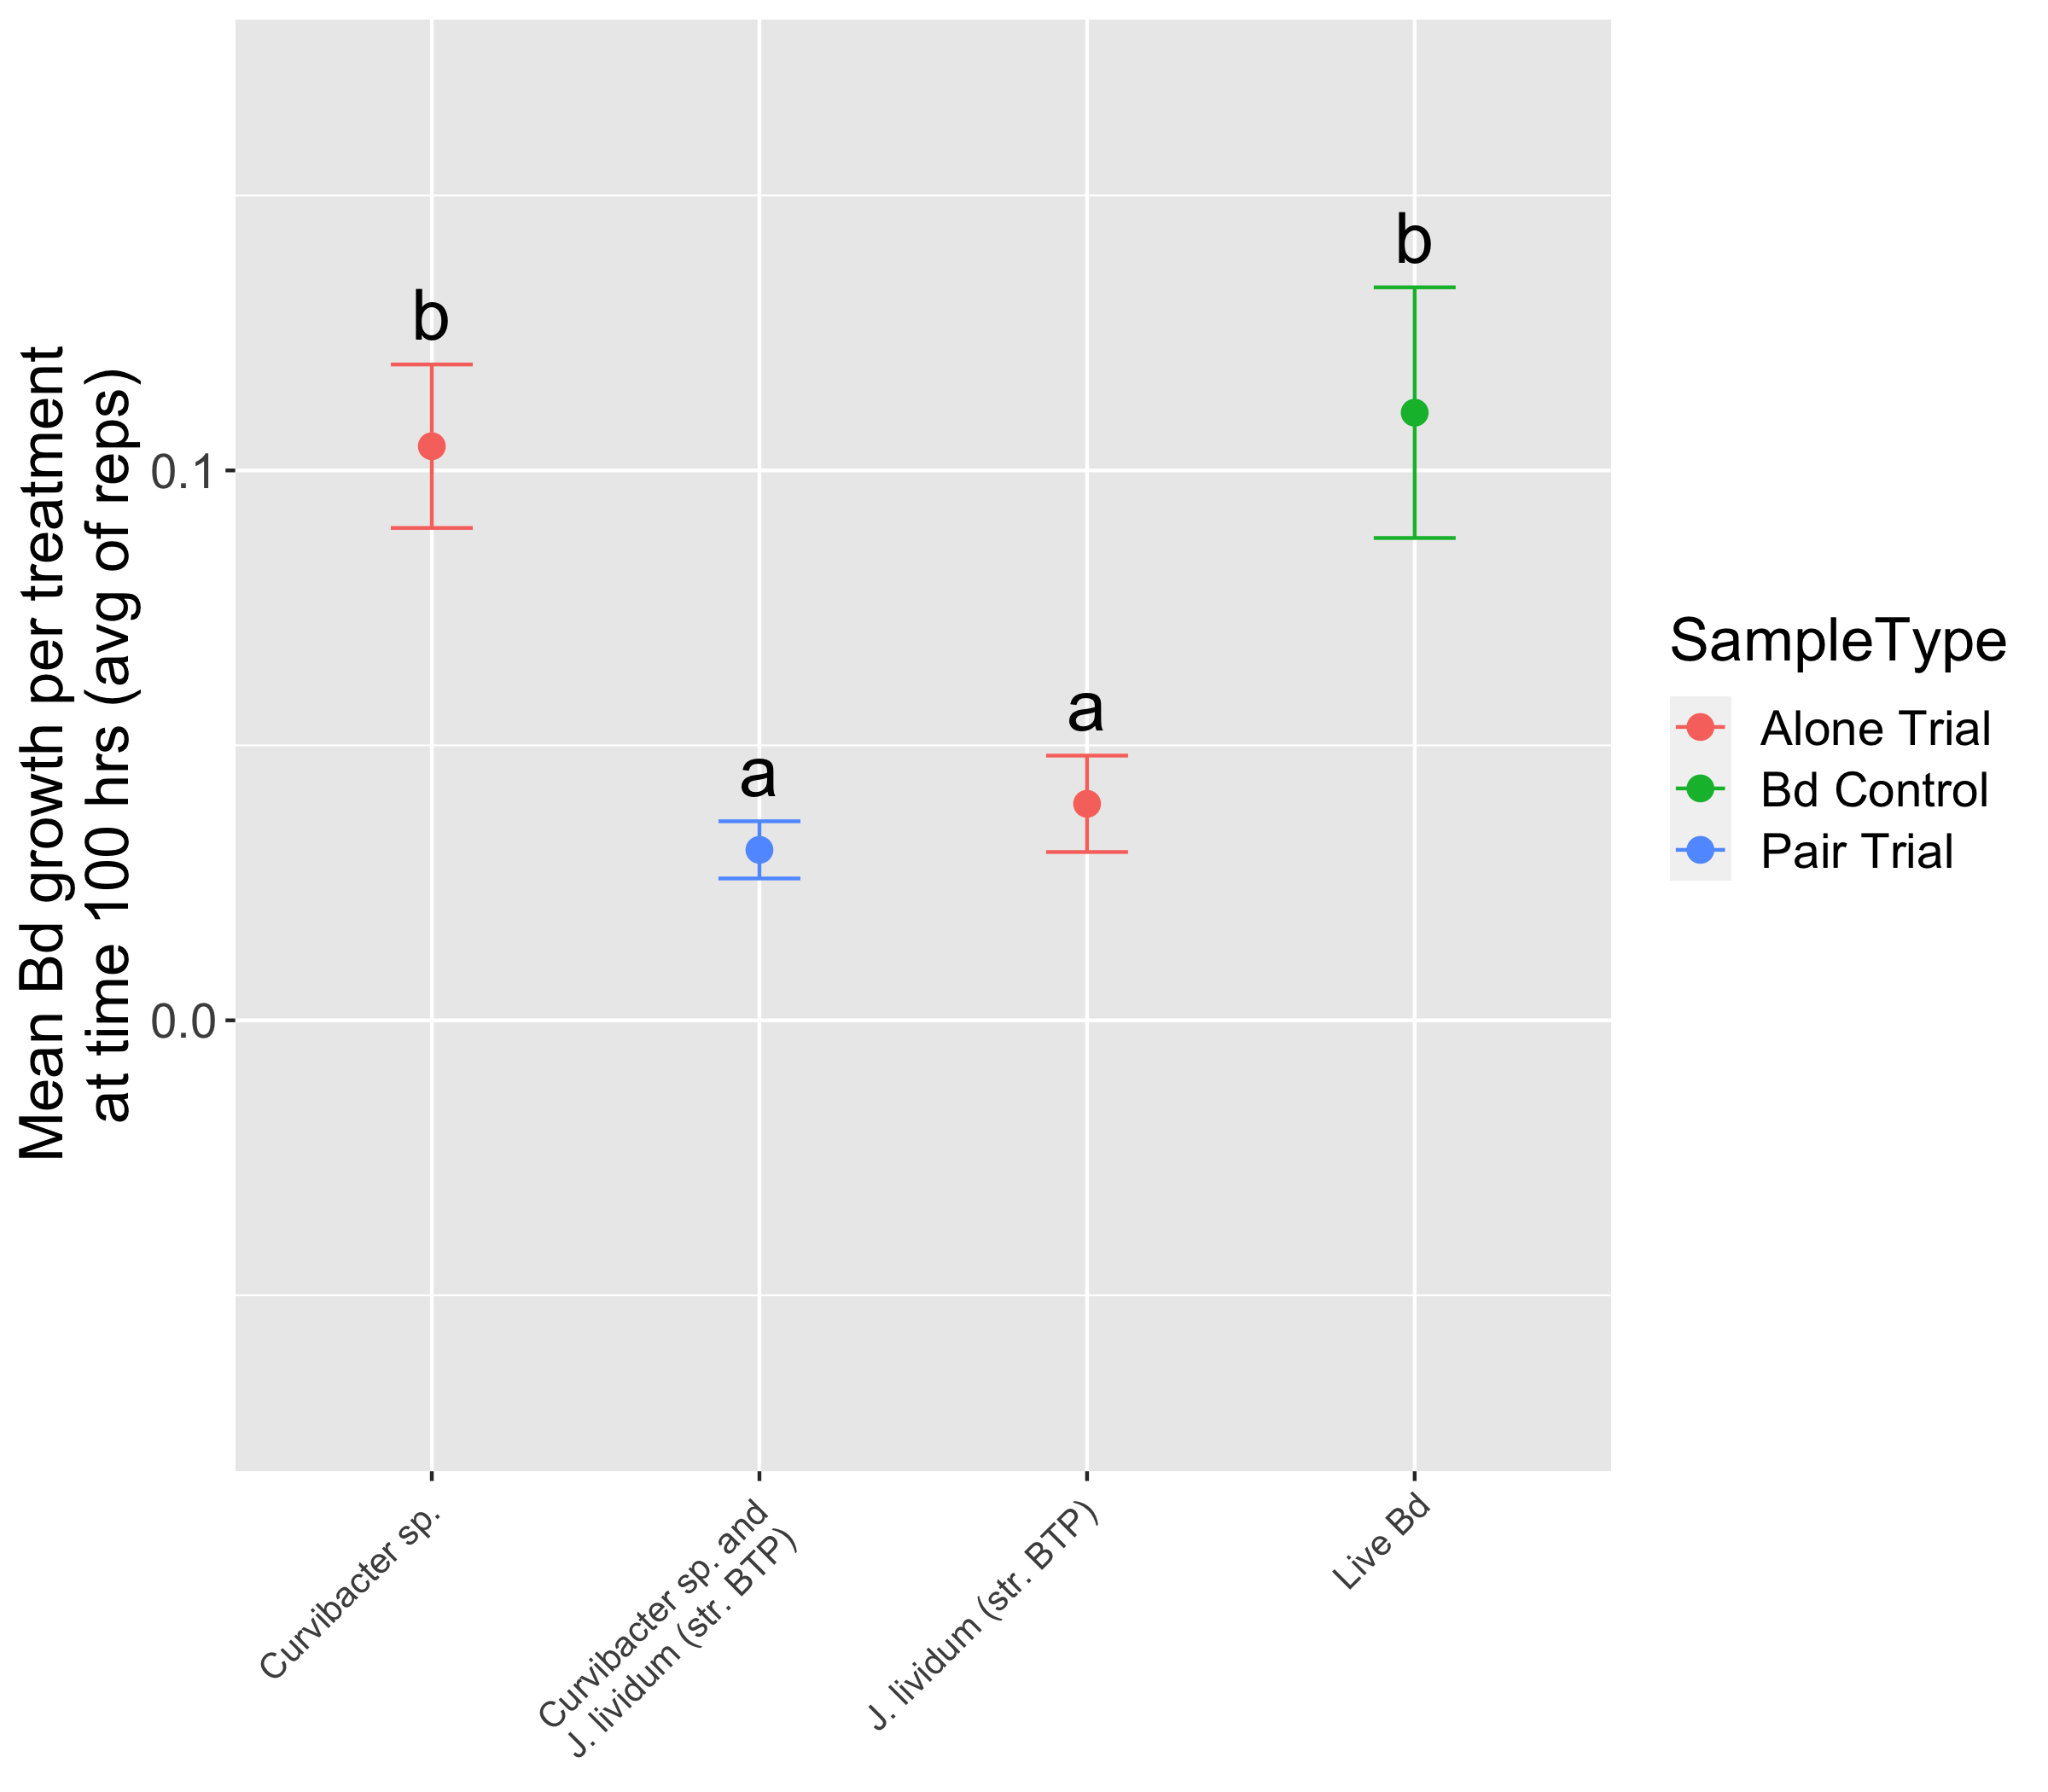 Mean Bd growth per treatment
at time 100 hrs (avg of reps)
0.1
0.0
b
a
a
b
Curvibacter sp.
Curvibacter sp. and
J. lividum (str. BTP)
J. lividum (str. BTP)
Live Bd
SampleType
Alone Trial
Bd Control
Pair Trial